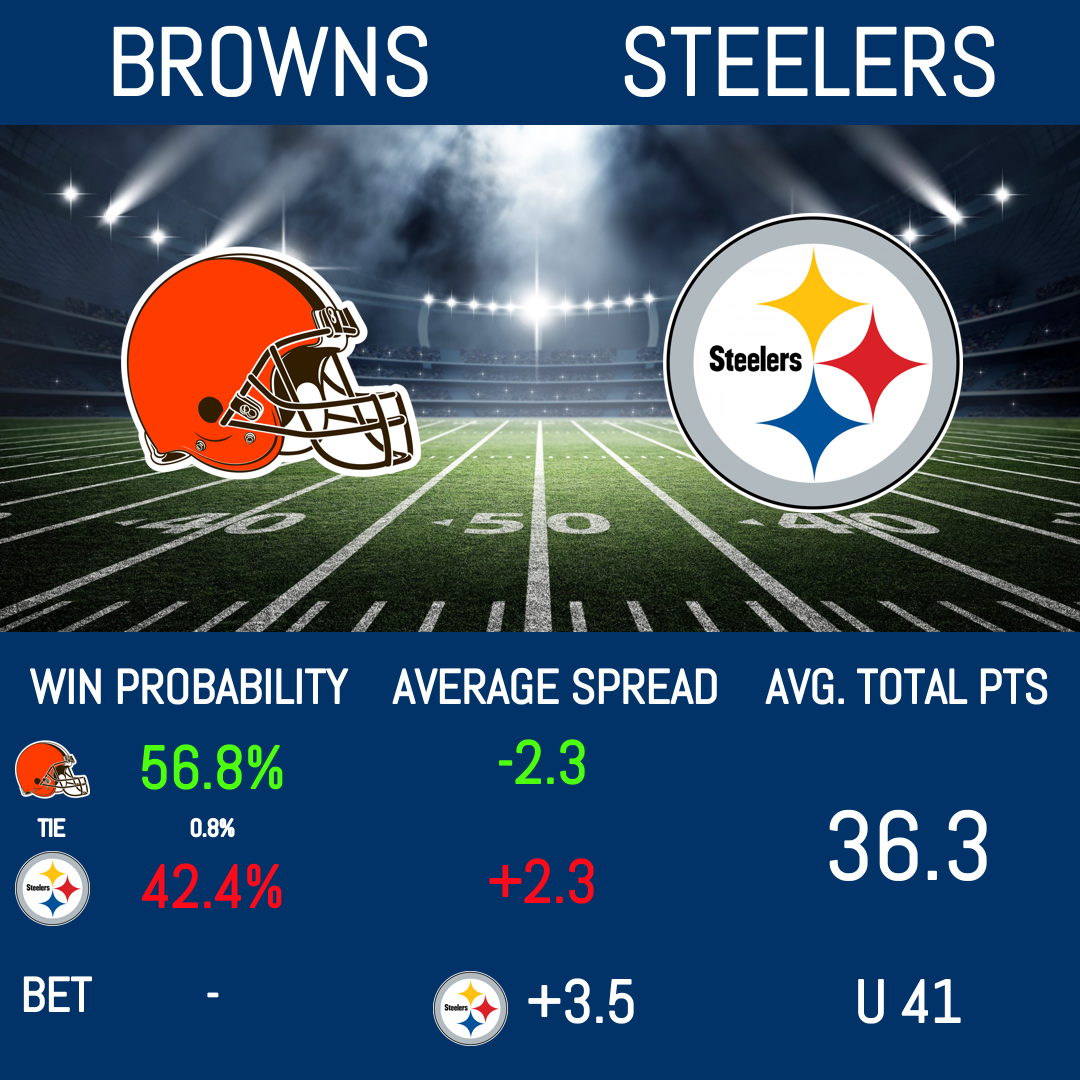 BROWNS STEELERS
Steelers
40 50 40
WIN PROBABILITY AVERAGE SPREAD AVG. TOTAL PTS
56.8% -2.3
TIE 0.8%
36.3
Steelers 42.4% +2.3
BET - Steelers +3.5 U 41